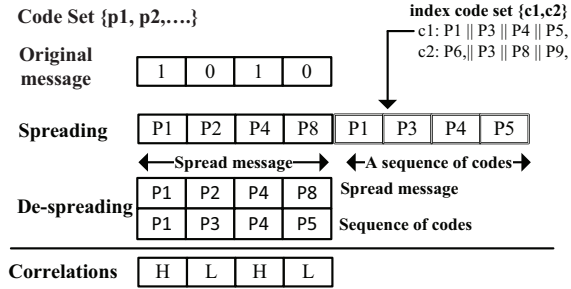 Code Set {p1, p2,….}
index code set {c1,c2}
c1: P1 || P3 || P4 || P5,
c2: P6,|| P3 || P8 || P9,
Original message
1 0 1 0
Spreading
P1 P2 P4 P8 P1 P3 P4 P5
Spread message
A sequence of codes
De-spreading
P1 P2 P4 P8 Spread message
P1 P3 P4 P5 Sequence of codes
Correlations
H L H L